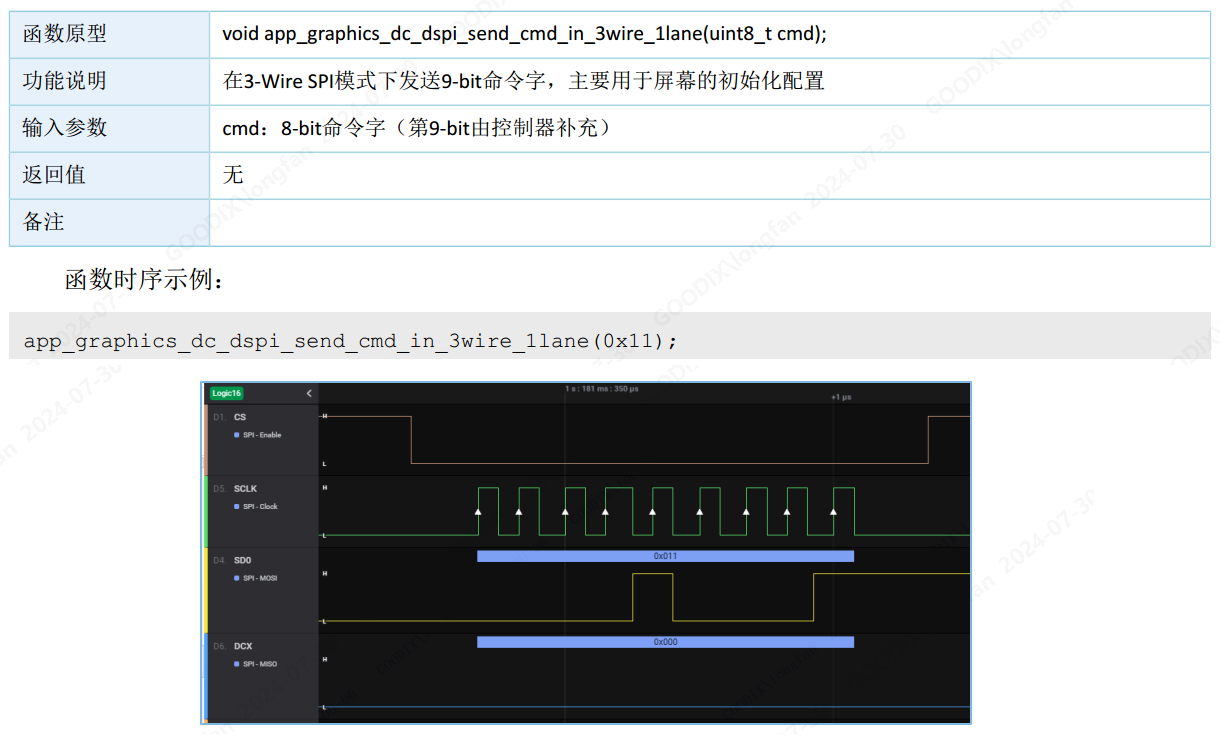 函数原型 void app_graphics_dc_dspi_send_cmd_in_3wire_1lane(uint8_t cmd);
功能说明 在3-Wire SPI模式下发送9-bit命令字，主要用于屏幕的初始化配置
输入参数 cmd：8-bit命令字（第9-bit由控制器补充）
返回值 无
备注
函数时序示例：
app_graphics_dc_dspi_send_cmd_in_3wire_1lane(0x11);
Logic16 1 s : 181 ms : 350 µs
+1 µs
D1. CS H
SPI - Enable
L
D5. SCLK H
SPI - Clock
L
0x011
D4. SD0
SPI - MOSI H
L
0x000
D6. DCX
SPI - MISO H
L
GOODIX\longfan 2024-07-30